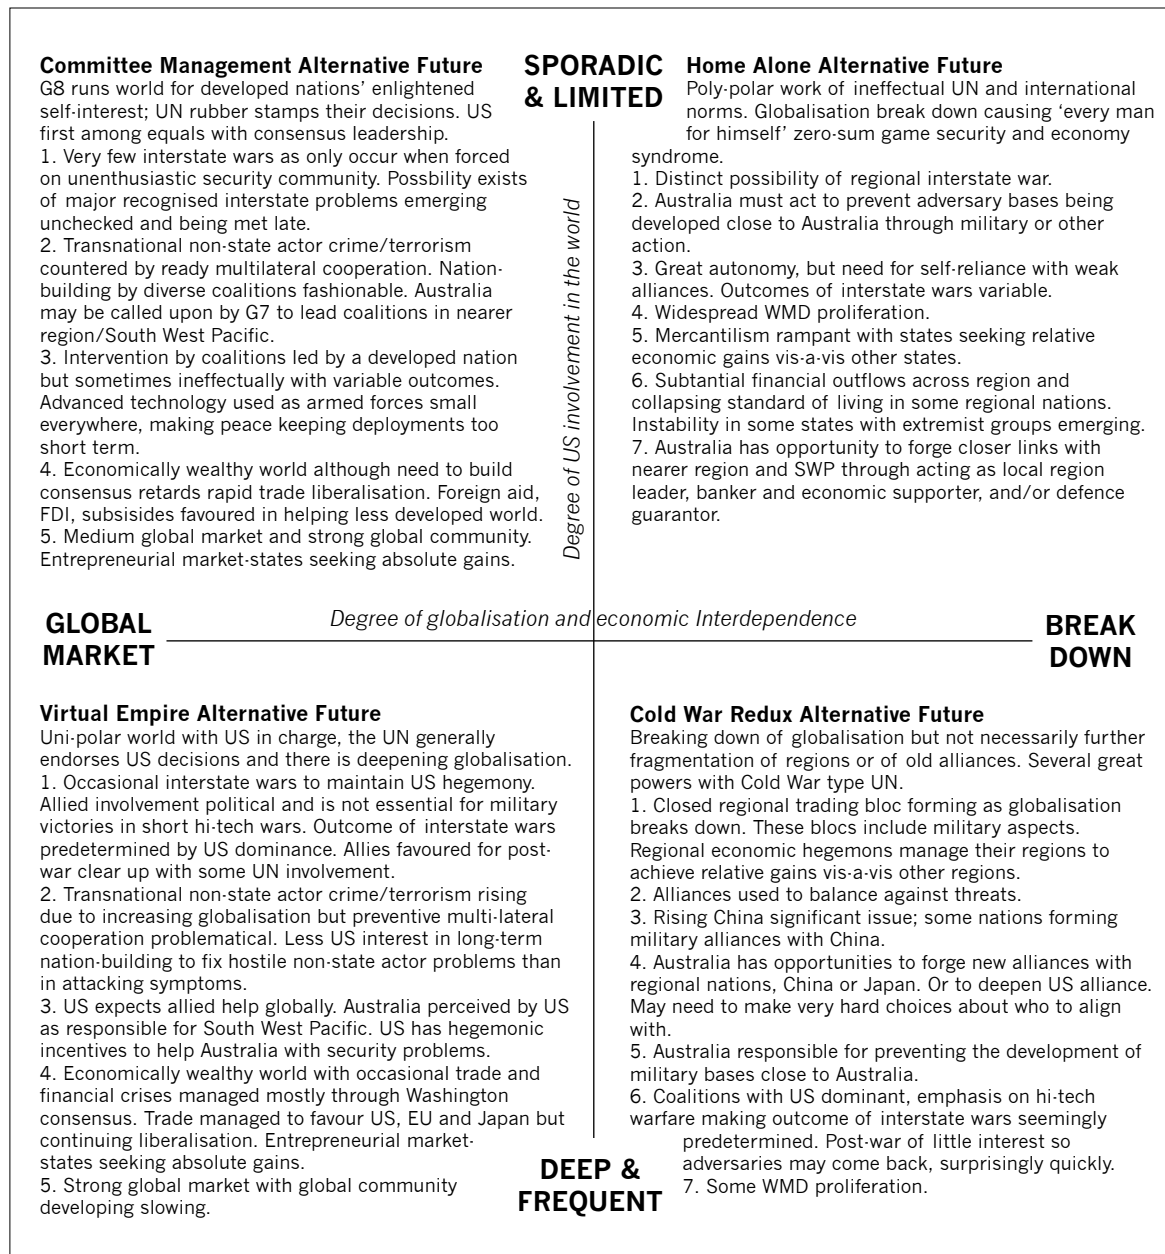 Committee Management Alternative Future
G8 runs world for developed nations’ enlightened
self-interest; UN rubber stamps their decisions. US
first among equals with consensus leadership.
1. Very few interstate wars as only occur when forced
on unenthusiastic security community. Possbility exists
of major recognised interstate problems emerging
unchecked and being met late.
2. Transnational non-state actor crime/terrorism
countered by ready multilateral cooperation. Nation-
building by diverse coalitions fashionable. Australia
may be called upon by G7 to lead coalitions in nearer
region/South West Pacific.
3. Intervention by coalitions led by a developed nation
but sometimes ineffectually with variable outcomes.
Advanced technology used as armed forces small
everywhere, making peace keeping deployments too
short term.
4. Economically wealthy world although need to build
consensus retards rapid trade liberalisation. Foreign aid,
FDI, subsisides favoured in helping less developed world.
5. Medium global market and strong global community.
Entrepreneurial market-states seeking absolute gains.
SPORADIC
& LIMITED
Degree of US involvement in the world
Home Alone Alternative Future
Poly-polar work of ineffectual UN and international
norms. Globalisation break down causing ‘every man
for himself’ zero-sum game security and economy
syndrome.
1. Distinct possibility of regional interstate war.
2. Australia must act to prevent adversary bases being
developed close to Australia through military or other
action.
3. Great autonomy, but need for self-reliance with weak
alliances. Outcomes of interstate wars variable.
4. Widespread WMD proliferation.
5. Mercantilism rampant with states seeking relative
economic gains vis-a-vis other states.
6. Subtantial financial outflows across region and
collapsing standard of living in some regional nations.
Instability in some states with extremist groups emerging.
7. Australia has opportunity to forge closer links with
nearer region and SWP through acting as local region
leader, banker and economic supporter, and/or defence
guarantor.
GLOBAL
MARKET
Degree of globalisation and economic Interdependence
BREAK
DOWN
Virtual Empire Alternative Future
Uni-polar world with US in charge, the UN generally
endorses US decisions and there is deepening globalisation.
1. Occasional interstate wars to maintain US hegemony.
Allied involvement political and is not essential for military
victories in short hi-tech wars. Outcome of interstate wars
predetermined by US dominance. Allies favoured for post-
war clear up with some UN involvement.
2. Transnational non-state actor crime/terrorism rising
due to increasing globalisation but preventive multi-lateral
cooperation problematical. Less US interest in long-term
nation-building to fix hostile non-state actor problems than
in attacking symptoms.
3. US expects allied help globally. Australia perceived by US
as responsible for South West Pacific. US has hegemonic
incentives to help Australia with security problems.
4. Economically wealthy world with occasional trade and
financial crises managed mostly through Washington
consensus. Trade managed to favour US, EU and Japan but
continuing liberalisation. Entrepreneurial market-
states seeking absolute gains.
5. Strong global market with global community
developing slowing.
DEEP &
FREQUENT
Cold War Redux Alternative Future
Breaking down of globalisation but not necessarily further
fragmentation of regions or of old alliances. Several great
powers with Cold War type UN.
1. Closed regional trading bloc forming as globalisation
breaks down. These blocs include military aspects.
Regional economic hegemons manage their regions to
achieve relative gains vis-a-vis other regions.
2. Alliances used to balance against threats.
3. Rising China significant issue; some nations forming
military alliances with China.
4. Australia has opportunities to forge new alliances with
regional nations, China or Japan. Or to deepen US alliance.
May need to make very hard choices about who to align
with.
5. Australia responsible for preventing the development of
military bases close to Australia.
6. Coalitions with US dominant, emphasis on hi-tech
warfare making outcome of interstate wars seemingly
predetermined. Post-war of little interest so
adversaries may come back, surprisingly quickly.
7. Some WMD proliferation.